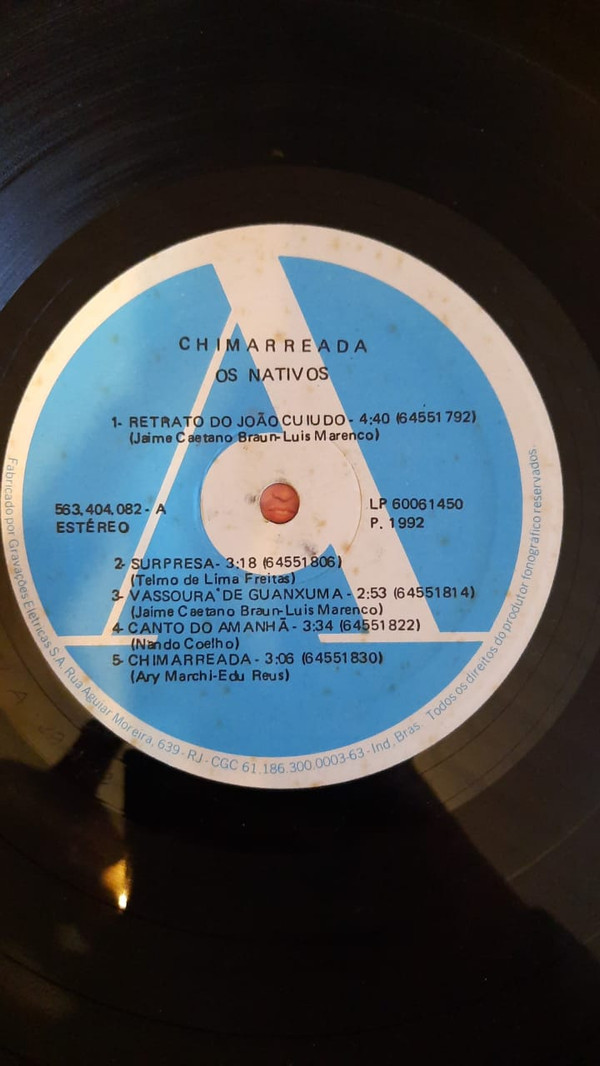 CHIMARREADA
OS NATIVOS
1- RETRATO DO JOÃO CUIUDO - 4:40 (64551792)
(Jaime Caetano Braun-Luis Marenco)
563.404.082 - A
ESTÉREO
LP 60061450
P. 1992
2- SURPRESA - 3:18 (64551806)
(Telmo de Lima Freitas)
3- VASSOURA DE GUANXUMA - 2:53 (64551814)
(Jaime Caetano Braun-Luis Marenco)
4- CANTO DO AMANHÃ - 3:34 (64551822)
(Nando Coelho)
5- CHIMARREADA - 3:06 (64551830)
(Ary Marchi-Edu Reus)
Fabricado por Gravações Elétricas S.A. Rua Aguiar Moreira, 639 - RJ - CGC 61.186.300.0003-63 - Ind. Bras. Todos os direitos do produtor fonográfico reservados